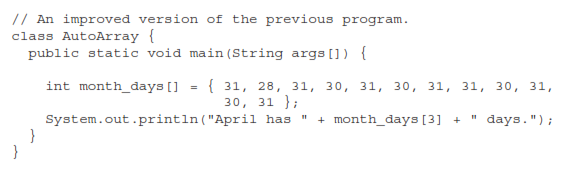 // An improved version of the previous program.
class AutoArray {
public static void main(String args[]) {
int month_days[] = { 31, 28, 31, 30, 31, 30, 31, 31, 30, 31,
30, 31 };
System.out.println("April has " + month_days[3] + " days.");
}
}